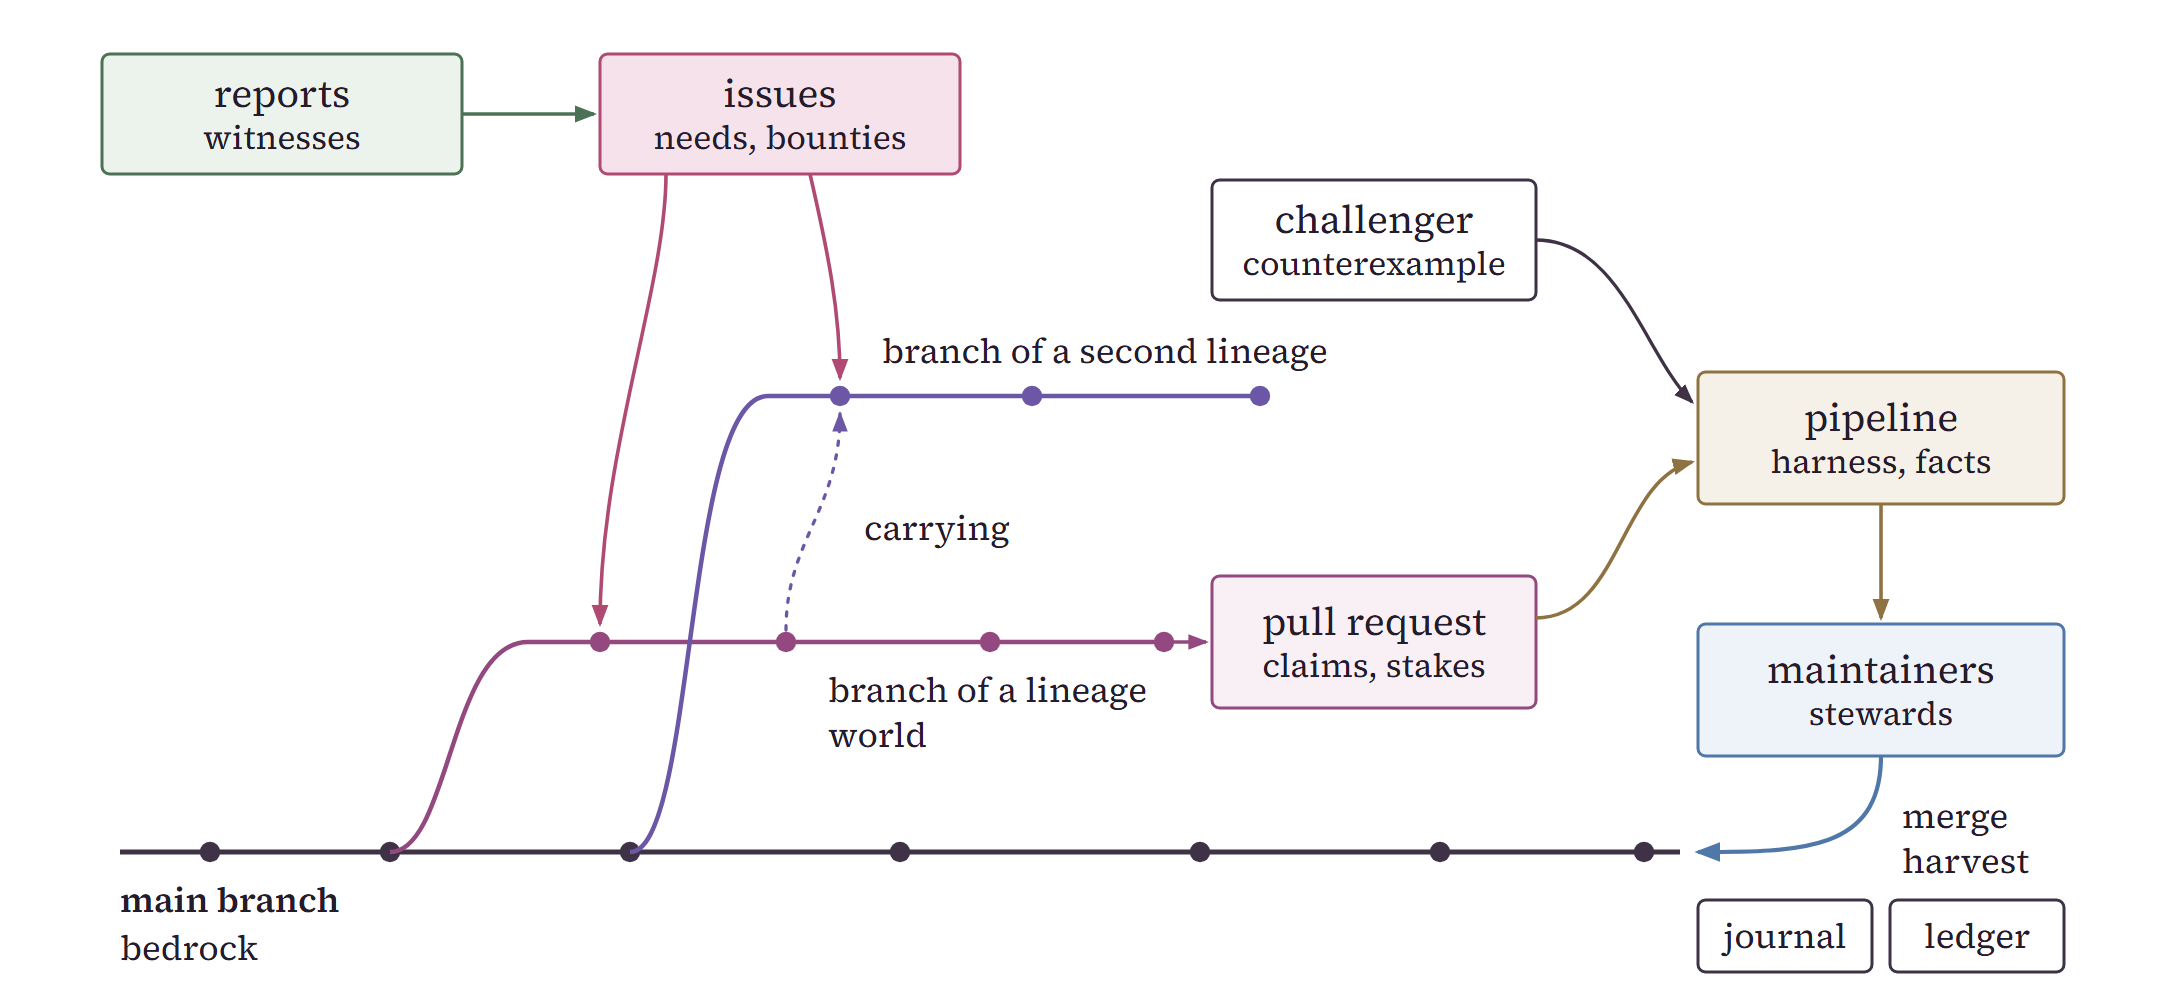 reports
witnesses
issues
needs, bounties
challenger
counterexample
branch of a second lineage
pipeline
harness, facts
carrying
pull request
claims, stakes
branch of a lineage
world
maintainers
stewards
merge
harvest
main branch
bedrock
journal
ledger